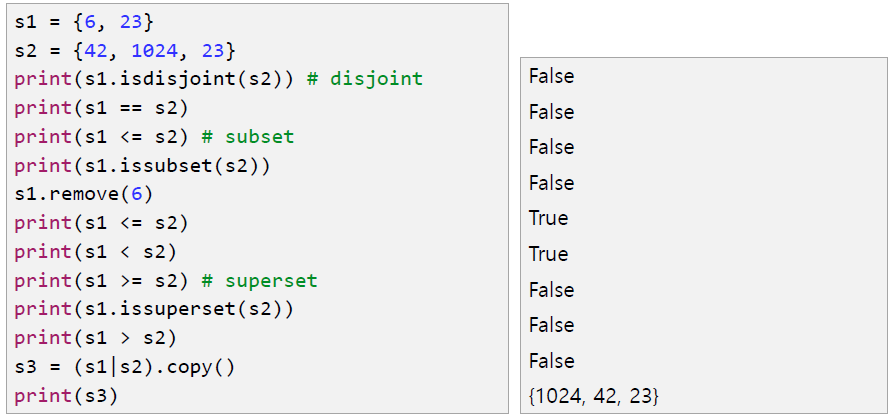 s1 = {6, 23}
s2 = {42, 1024, 23}
print(s1.isdisjoint(s2)) # disjoint
print(s1 == s2)
print(s1 <= s2) # subset
print(s1.issubset(s2))
s1.remove(6)
print(s1 <= s2)
print(s1 < s2)
print(s1 >= s2) # superset
print(s1.issuperset(s2))
print(s1 > s2)
s3 = (s1|s2).copy()
print(s3)
False
False
False
False
True
True
False
False
False
{1024, 42, 23}